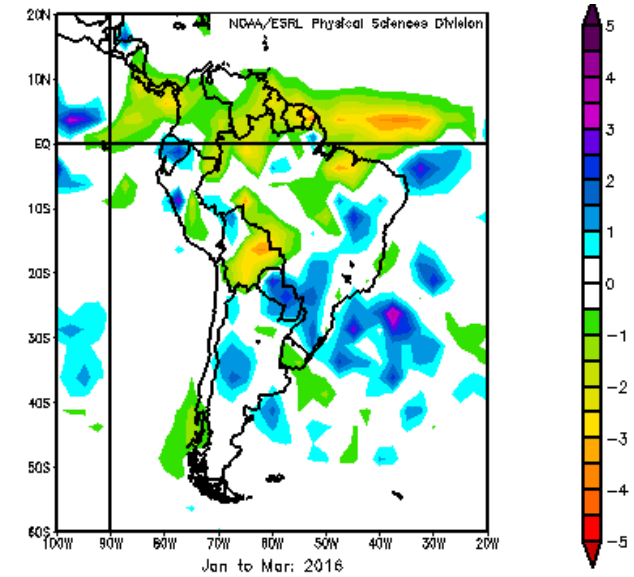 20N
10N
EQ
10S
20S
30S
40S
50S
60S
NOAA/ESRL Physical Sciences Division
100W 90W 80W 70W 60W 50W 40W 30W 20W
Jan to Mar: 2016
5
4
3
2
1
0
-1
-2
-3
-4
-5